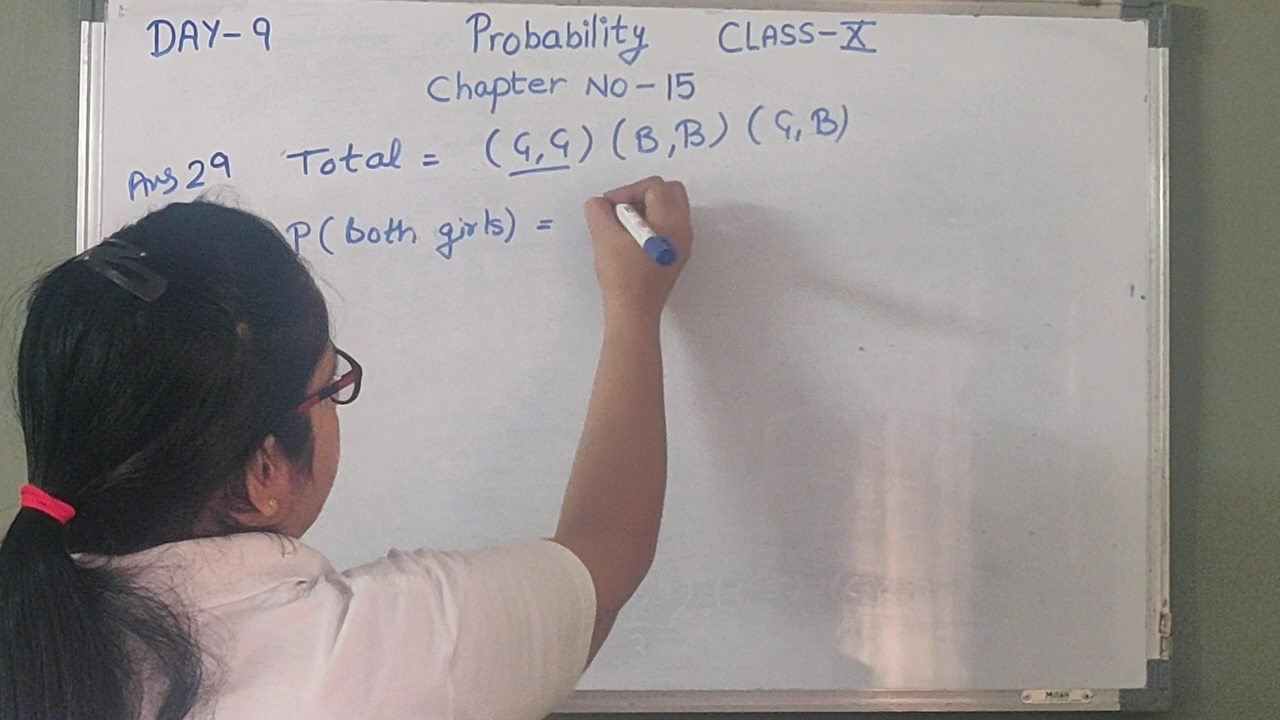 DAY-9 Probability CLASS-X
Chapter NO-15
Ans 29 Total = (G,G) (B,B) (G,B)
P(both girls) =